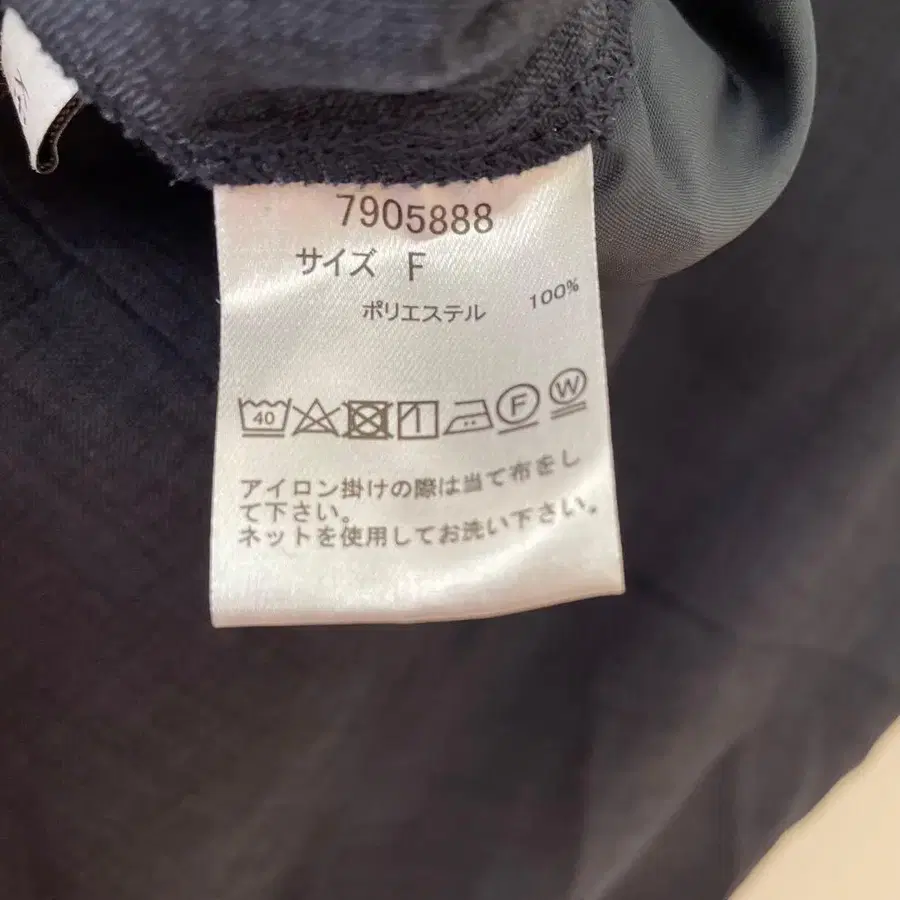 7905888
サイズ F
ポリエステル 100%
40 F W
アイロン掛けの際は当て布をし
て下さい。
ネットを使用してお洗い下さい。